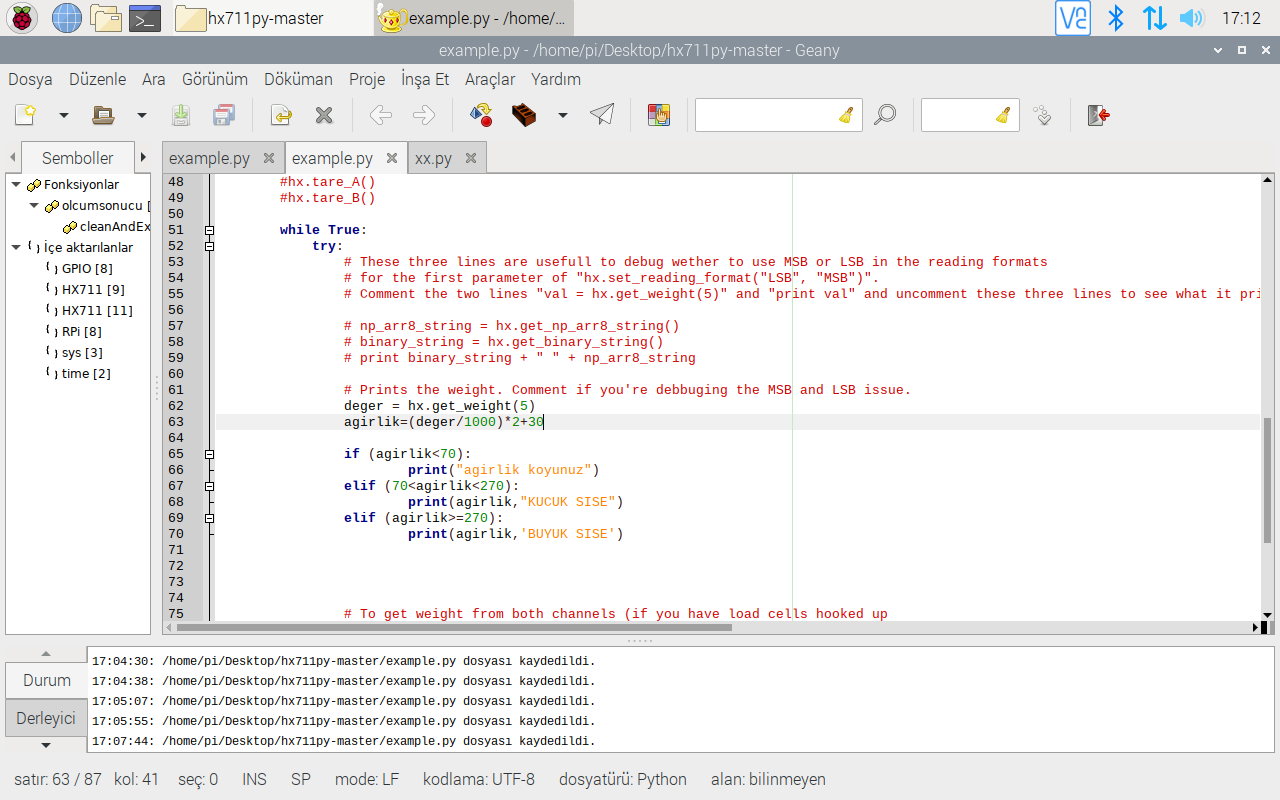 hx711py-master
example.py - /home/...
17:12
example.py - /home/pi/Desktop/hx711py-master - Geany
Dosya Düzenle Ara Görünüm Döküman Proje İnşa Et Araçlar Yardım
Semboller
example.py
example.py
xx.py
Fonksiyonlar
olcumsonucu [
cleanAndEx
İçe aktarılanlar
GPIO [8]
HX711 [9]
HX711 [11]
RPi [8]
sys [3]
time [2]
48 #hx.tare_A()
49 #hx.tare_B()
50
51 while True:
52 try:
53 # These three lines are usefull to debug wether to use MSB or LSB in the reading formats
54 # for the first parameter of "hx.set_reading_format("LSB", "MSB")".
55 # Comment the two lines "val = hx.get_weight(5)" and "print val" and uncomment these three lines to see what it pri
56
57 # np_arr8_string = hx.get_np_arr8_string()
58 # binary_string = hx.get_binary_string()
59 # print binary_string + " " + np_arr8_string
60
61 # Prints the weight. Comment if you're debbuging the MSB and LSB issue.
62 deger = hx.get_weight(5)
63 agirlik=(deger/1000)*2+30
64
65 if (agirlik<70):
66 print("agirlik koyunuz")
67 elif (70<agirlik<270):
68 print(agirlik,"KUCUK SISE")
69 elif (agirlik>=270):
70 print(agirlik,'BUYUK SISE')
71
72
73
74
75 # To get weight from both channels (if you have load cells hooked up
Durum
Derleyici
17:04:30: /home/pi/Desktop/hx711py-master/example.py dosyası kaydedildi.
17:04:38: /home/pi/Desktop/hx711py-master/example.py dosyası kaydedildi.
17:05:07: /home/pi/Desktop/hx711py-master/example.py dosyası kaydedildi.
17:05:55: /home/pi/Desktop/hx711py-master/example.py dosyası kaydedildi.
17:07:44: /home/pi/Desktop/hx711py-master/example.py dosyası kaydedildi.
satır: 63 / 87 kol: 41 seç: 0 INS SP mode: LF kodlama: UTF-8 dosyatürü: Python alan: bilinmeyen